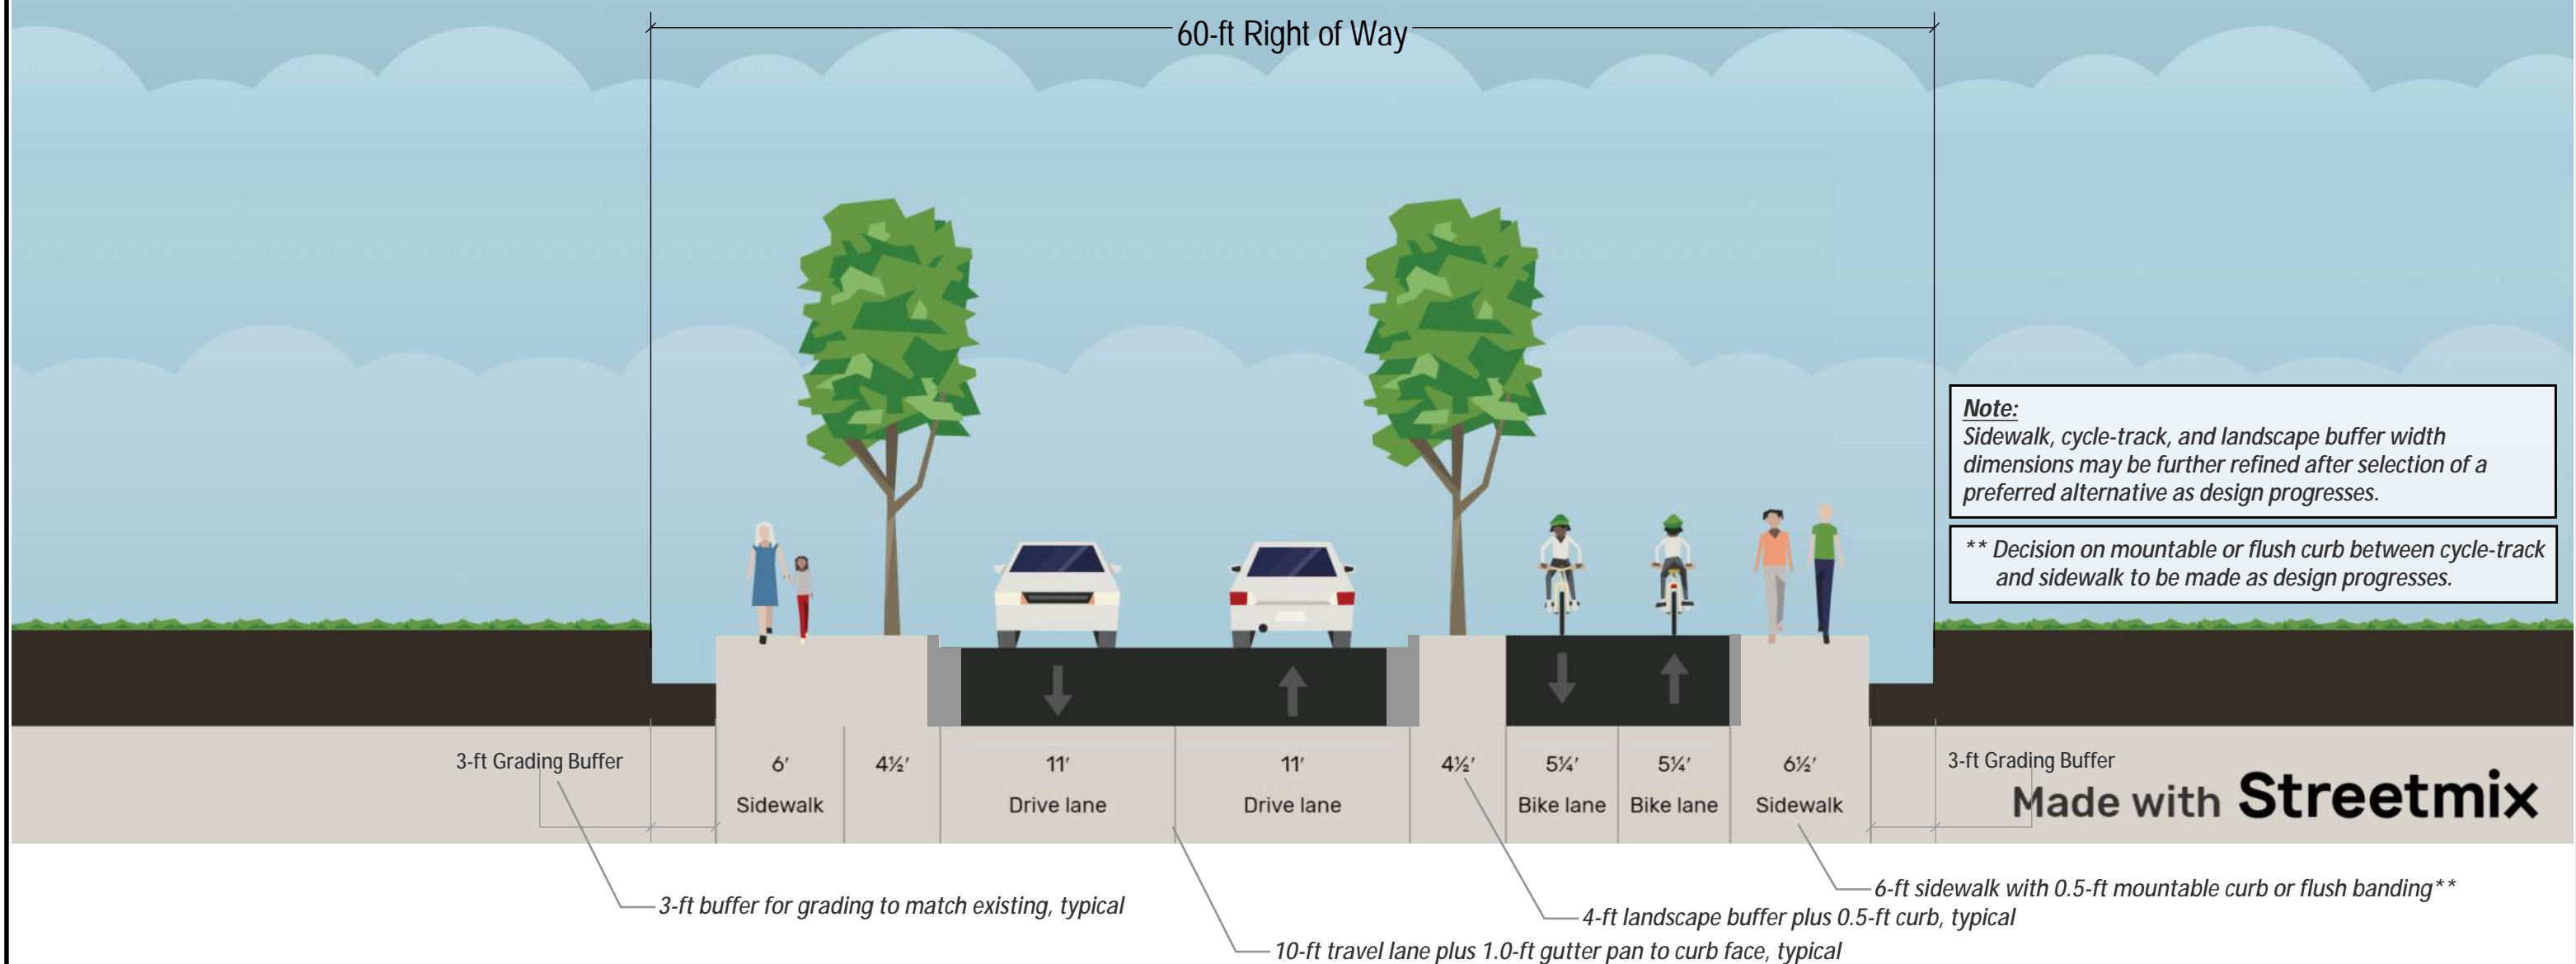 60-ft Right of Way
Note:
Sidewalk, cycle-track, and landscape buffer width
dimensions may be further refined after selection of a
preferred alternative as design progresses.
** Decision on mountable or flush curb between cycle-track
and sidewalk to be made as design progresses.
3-ft Grading Buffer
6′
4½′
11′
11′
4½′
5¼′
5¼′
6½′
3-ft Grading Buffer
Sidewalk
Drive lane
Drive lane
Bike lane
Bike lane
Sidewalk
Made with Streetmix
6-ft sidewalk with 0.5-ft mountable curb or flush banding**
3-ft buffer for grading to match existing, typical
4-ft landscape buffer plus 0.5-ft curb, typical
10-ft travel lane plus 1.0-ft gutter pan to curb face, typical